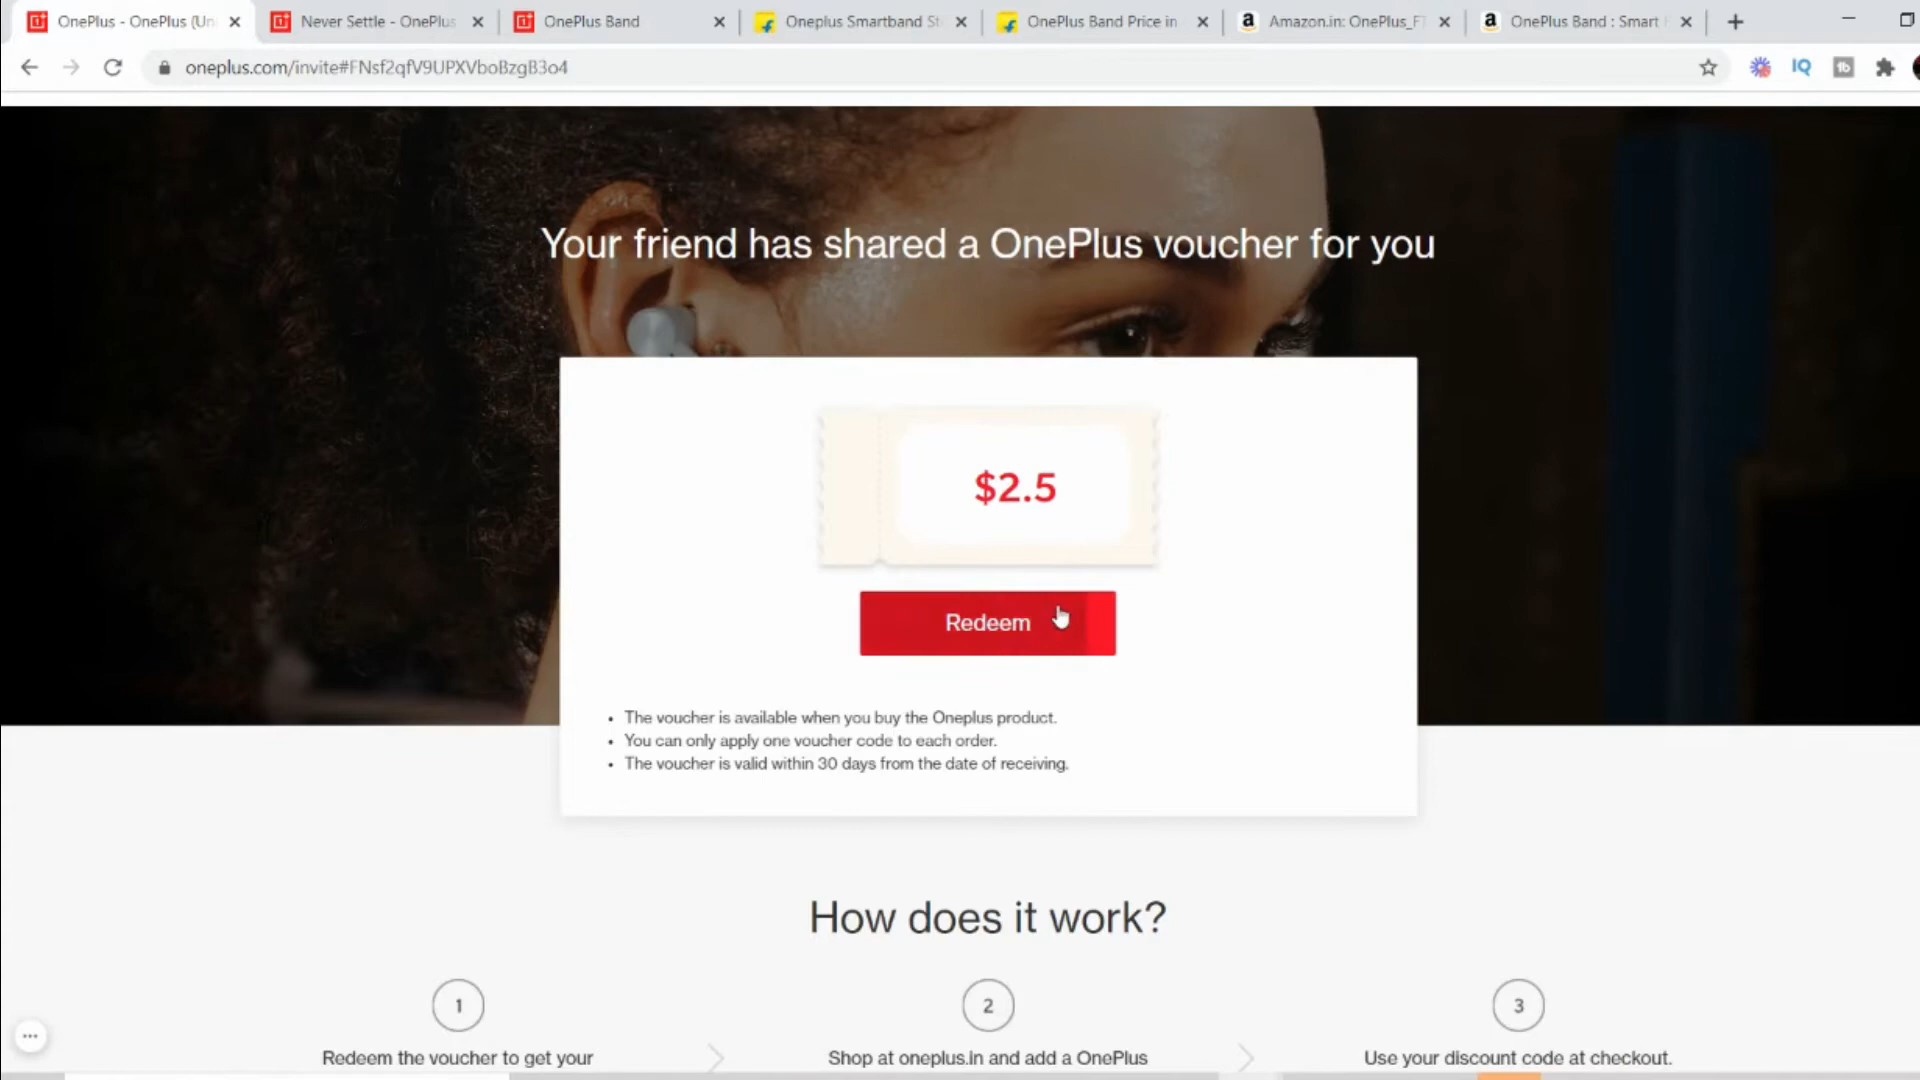 OnePlus - OnePlus (Un
Never Settle - OnePlus
OnePlus Band
Oneplus Smartband St
OnePlus Band Price in
Amazon.in: OnePlus_FT
OnePlus Band : Smart
oneplus.com/invite#FNsf2qfV9UPXVboBzgB3o4
IQ
Your friend has shared a OnePlus voucher for you
$2.5
Redeem
• The voucher is available when you buy the Oneplus product.
• You can only apply one voucher code to each order.
• The voucher is valid within 30 days from the date of receiving.
How does it work?
1
2
3
Redeem the voucher to get your
Shop at oneplus.in and add a OnePlus
Use your discount code at checkout.